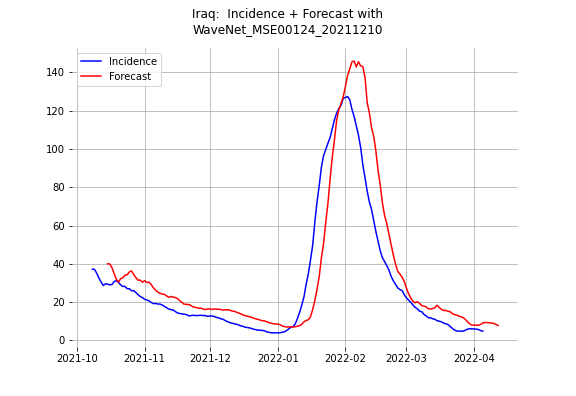 Iraq:  Incidence + Forecast with
WaveNet_MSE00124_20211210
Incidence
Forecast
140
120
100
80
60
40
20
0
2021-10 2021-11 2021-12 2022-01 2022-02 2022-03 2022-04